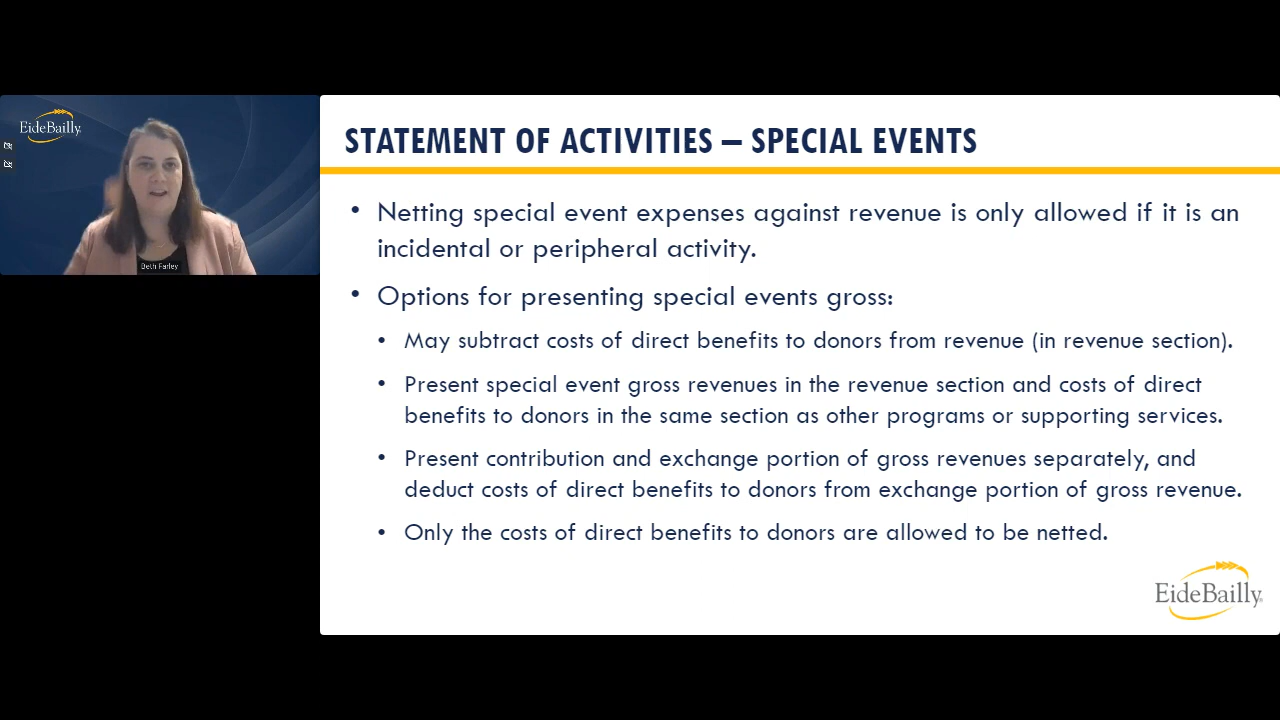 EideBailly
Beth Farley
STATEMENT OF ACTIVITIES – SPECIAL EVENTS
• Netting special event expenses against revenue is only allowed if it is an
incidental or peripheral activity.
• Options for presenting special events gross:
• May subtract costs of direct benefits to donors from revenue (in revenue section).
• Present special event gross revenues in the revenue section and costs of direct
benefits to donors in the same section as other programs or supporting services.
• Present contribution and exchange portion of gross revenues separately, and
deduct costs of direct benefits to donors from exchange portion of gross revenue.
• Only the costs of direct benefits to donors are allowed to be netted.
EideBailly